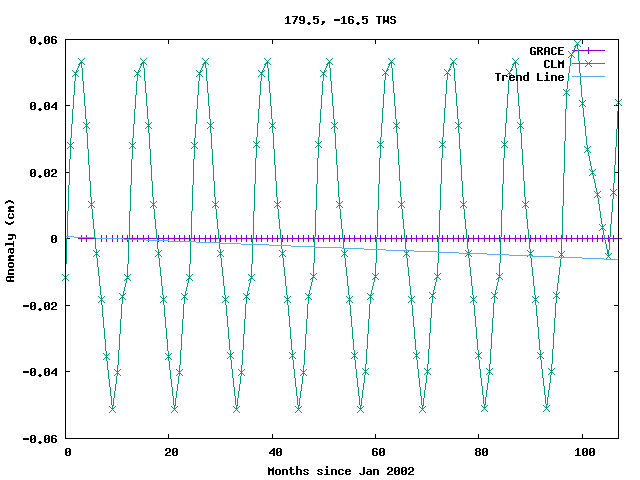 179.5, -16.5 TWS
GRACE
CLM
Trend Line
0.06
0.04
0.02
0
-0.02
-0.04
-0.06
Anomaly (cm)
0 20 40 60 80 100
Months since Jan 2002